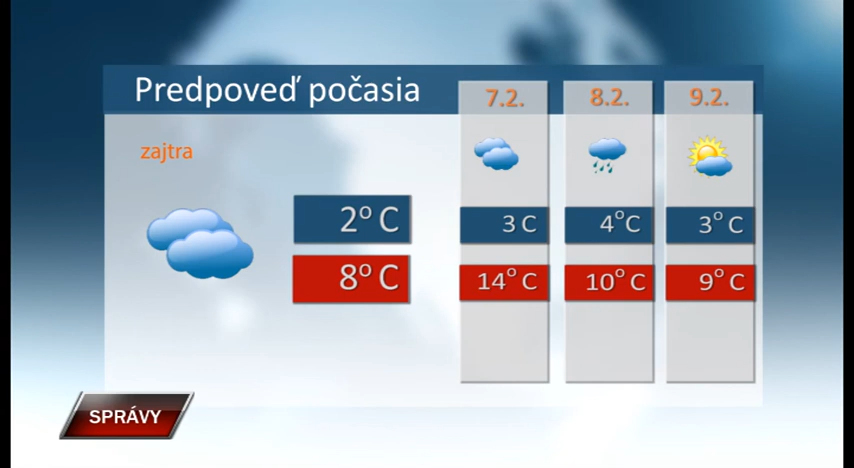 Predpoveď počasia
zajtra
2° C
8° C
7.2.
3 C
14° C
8.2.
4°C
10° C
9.2.
3° C
9° C
SPRÁVY